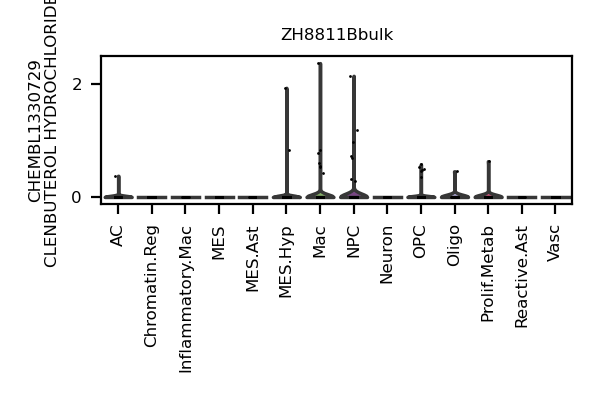 ZH8811Bbulk
CHEMBL1330729
CLENBUTEROL HYDROCHLORIDE
2
0
AC
Chromatin.Reg
Inflammatory.Mac
MES
MES.Ast
MES.Hyp
Mac
NPC
Neuron
OPC
Oligo
Prolif.Metab
Reactive.Ast
Vasc